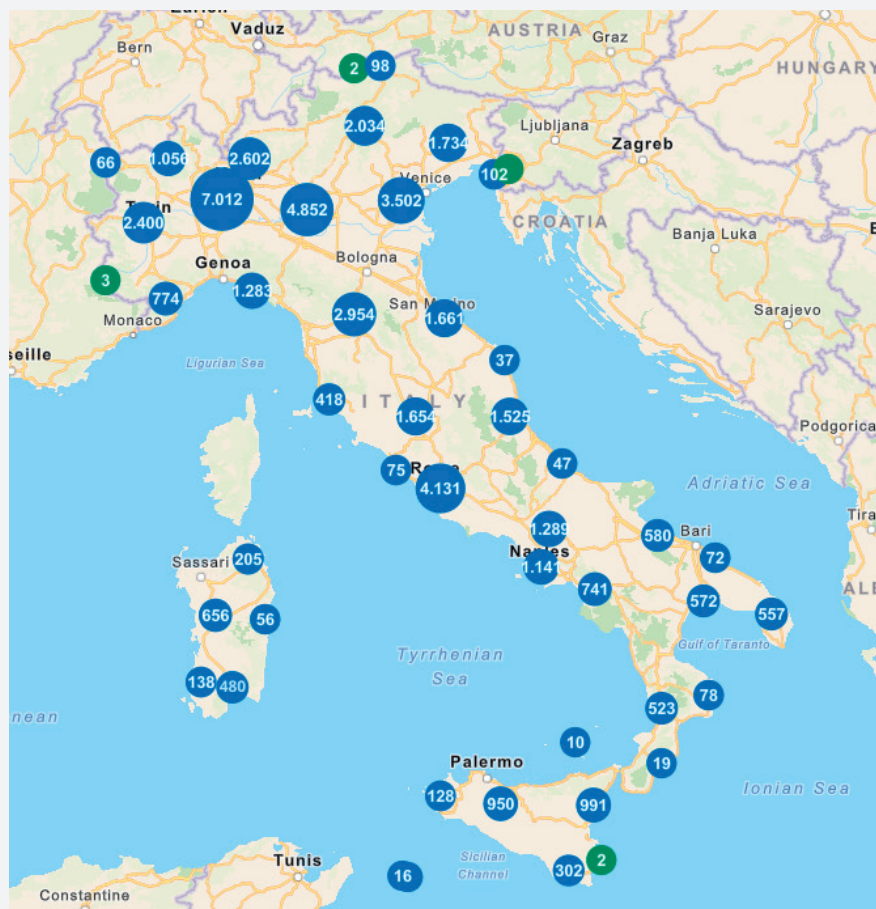 Vaduz
AUSTRIA
Graz
Bern
2
98
HUNGARY
2.034
1.734
Ljubljana
Zagreb
66
1.056
2.602
102
Venice
7.012
4.852
3.502
Turin
2.400
CROATIA
Banja Luka
Genoa
Bologna
3
1.283
774
San Marino
2.954
1.661
Sarajevo
Monaco
Ligurian Sea
37
418
ITALY
1.654
1.525
Podgorica
75
Rome
47
4.131
Adriatic Sea
1.289
580
Bari
Naples
1.141
72
205
Sassari
741
572
557
656
56
Gulf of Taranto
Tyrrhenian
Sea
138
480
78
523
10
Palermo
19
Ionian Sea
128
950
991
Sicilian
Channel
2
302
16
Tunis
Constantine